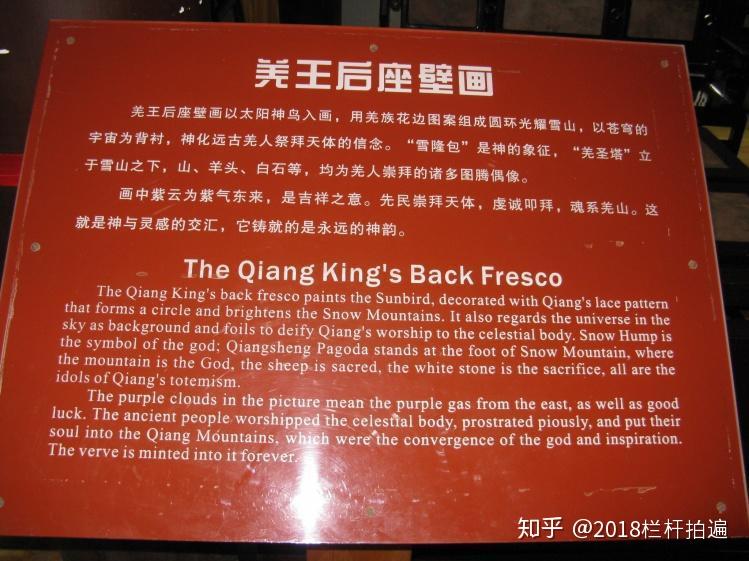 羌王后座壁画
羌王后座壁画以太阳神鸟入画，用羌族花边图案组成圆环光耀雪山，以苍穹的
宇宙为背衬，神化远古羌人祭拜天体的信念。“雪隆包”是神的象征，“羌圣塔”立
于雪山之下，山、羊头、白石等，均为羌人崇拜的诸多图腾偶像。
画中紫云为紫气东来，是吉祥之意。先民崇拜天体，虔诚叩拜，魂系羌山。这
就是神与灵感的交汇，它铸就的是永远的神韵。
The Qiang King's Back Fresco
The Qiang King's back fresco paints the Sunbird, decorated with Qiang's lace pattern
that forms a circle and brightens the Snow Mountains. It also regards the universe in the
sky as background and foils to deify Qiang's worship to the celestial body. Snow Hump is
the symbol of the god; Qiangsheng Pagoda stands at the foot of Snow Mountain, where
the mountain is the God, the sheep is sacred, the white stone is the sacrifice, all are the
idols of Qiang's totemism.
The purple clouds in the picture mean the purple gas from the east, as well as good
luck. The ancient people worshipped the celestial body, prostrated piously, and put their
soul into the Qiang Mountains, which were the convergence of the god and inspiration.
The verve is minted into it forever.
知乎 @2018栏杆拍遍